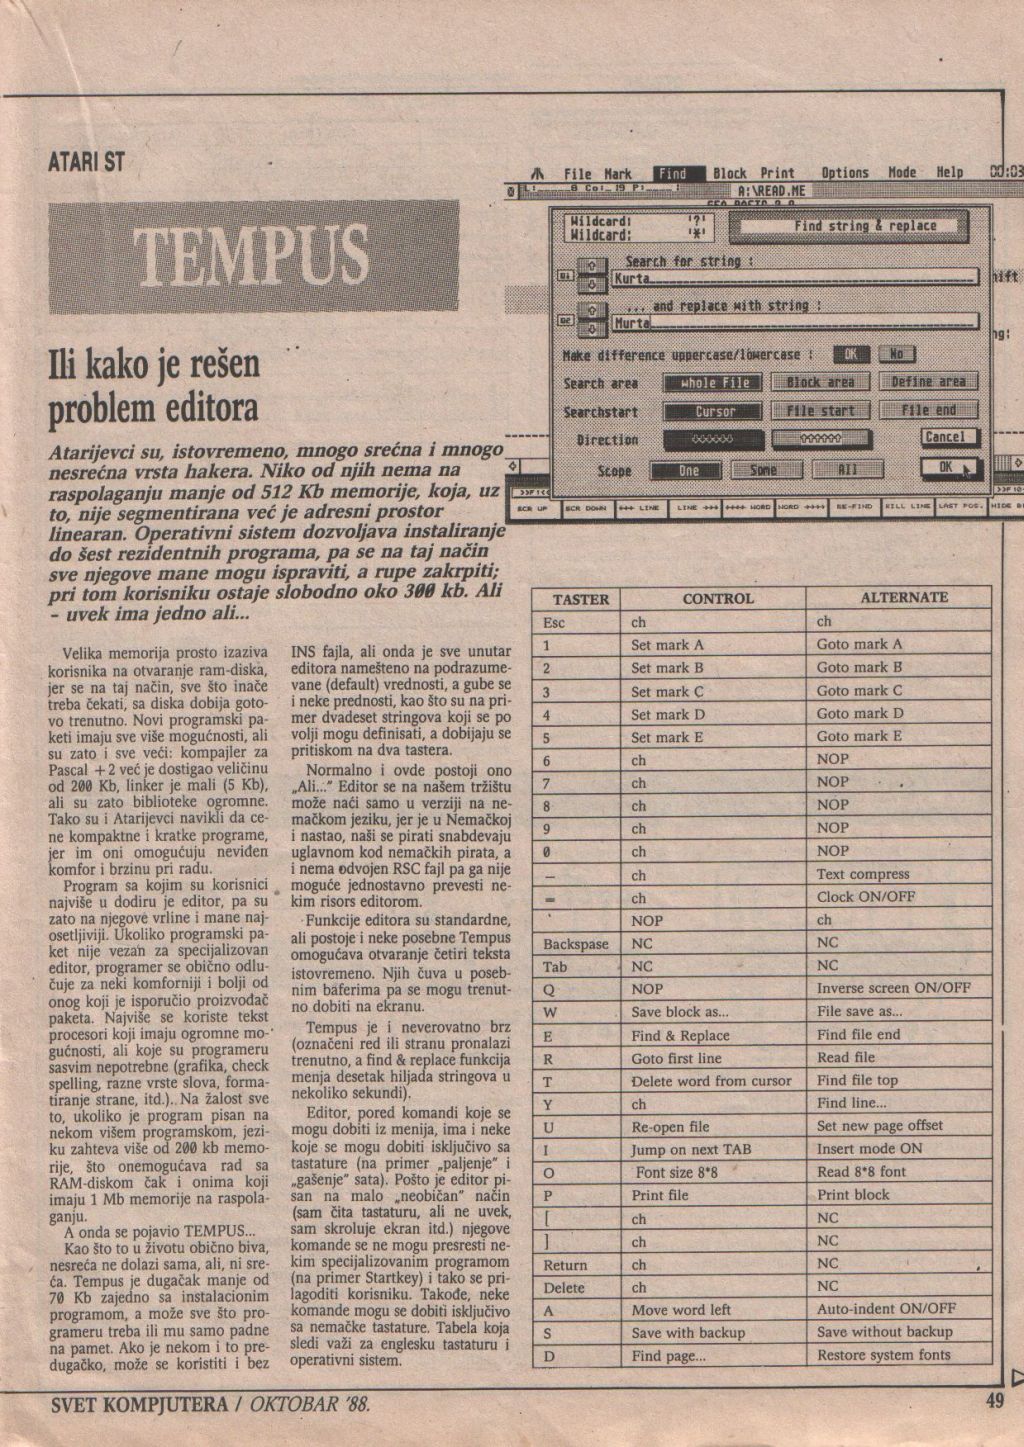 ATARI ST
TEMPUS
Ili kako je rešen
problem editora
Atarijevci su, istovremeno, mnogo srećna i mnogo
nesrećna vrsta hakera. Niko od njih nema na
raspolaganju manje od 512 Kb memorije, koja, uz
to, nije segmentirana već je adresni prostor
linearan. Operativni sistem dozvoljava instaliranje
do šest rezidentnih programa, pa se na taj način
sve njegove mane mogu ispraviti, a rupe zakrpiti;
pri tom korisniku ostaje slobodno oko 300 kb. Ali
- uvek ima jedno ali...
Velika memorija prosto izaziva
korisnika na otvaranje ram-diska,
jer se na taj način, sve što inače
treba čekati, sa diska dobija goto-
vo trenutno. Novi programski pa-
keti imaju sve više mogućnosti, ali
su zato i sve veći: kompajler za
Pascal +2 već je dostigao veličinu
od 200 Kb, linker je mali (5 Kb),
ali su zato biblioteke ogromne.
Tako su i Atarijevci navikli da ce-
ne kompaktne i kratke programe,
jer im oni omogućuju neviđen
komfor i brzinu pri radu.
Program sa kojim su korisnici
najviše u dodiru je editor, pa su
zato na njegove vrline i mane naj-
osetljiviji. Ukoliko programski pa-
ket nije vezan za specijalizovan
editor, programer se obično odlu-
čuje za neki komforniji i bolji od
onog koji je isporučio proizvođač
paketa. Najviše se koriste tekst
procesori koji imaju ogromne mo-
gućnosti, ali koje su programeru
sasvim nepotrebne (grafika, check
spelling, razne vrste slova, forma-
tiranje strane, itd.). Na žalost sve
to, ukoliko je program pisan na
nekom višem programskom, jezi-
ku zahteva više od 200 kb memo-
rije, što onemogućava rad sa
RAM-diskom čak i onima koji
imaju 1 Mb memorije na raspola-
ganju.
A onda se pojavio TEMPUS...
Kao što to u životu obično biva,
nesreća ne dolazi sama, ali, ni sre-
ća. Tempus je dugačak manje od
70 Kb zajedno sa instalacionim
programom, a može sve što pro-
grameru treba ili mu samo padne
na pamet. Ako je nekom i to pre-
dugačko, može se koristiti i bez
INS fajla, ali onda je sve unutar
editora namešteno na podrazume-
vane (default) vrednosti, a gube se
i neke prednosti, kao što su na pri-
mer dvadeset stringova koji se po
volji mogu definisati, a dobijaju se
pritiskom na dva tastera.
Normalno i ovde postoji ono
„Ali...” Editor se na našem tržištu
može naći samo u verziji na ne-
mačkom jeziku, jer je u Nemačkoj
i nastao, naši se pirati snabdevaju
uglavnom kod nemačkih pirata, a
i nema odvojen RSC fajl pa ga nije
moguće jednostavno prevesti ne-
kim risors editorom.
Funkcije editora su standardne,
ali postoje i neke posebne Tempus
omogućava otvaranje četiri teksta
istovremeno. Njih čuva u poseb-
nim baferima pa se mogu trenut-
no dobiti na ekranu.
Tempus je i neverovatno brz
(označeni red ili stranu pronalazi
trenutno, a find & replace funkcija
menja desetak hiljada stringova u
nekoliko sekundi).
Editor, pored komandi koje se
mogu dobiti iz menija, ima i neke
koje se mogu dobiti isključivo sa
tastature (na primer „paljenje” i
„gašenje” sata). Pošto je editor pi-
san na malo „neobičan” način
(sam čita tastaturu, ali ne uvek,
sam skroluje ekran itd.) njegove
komande se ne mogu presresti ne-
kim specijalizovanim programom
(na primer Startkey) i tako se pri-
lagoditi korisniku. Takođe, neke
komande mogu se dobiti isključivo
sa nemačke tastature. Tabela koja
sledi važi za englesku tastaturu i
operativni sistem.
File Mark Find Block Print Options Mode Help 00:03
A:\READ.ME
Wildcard: '?'
Wildcard: '*'
Find string & replace
Search for string :
Kurta
... and replace with string :
Murta
Make difference uppercase/lowercase : OK No
Search area whole File Block area Define area
Searchstart Cursor File start File end
Direction Cancel
Scope One Some All OK
SCR UP SCR DOWN LINE LINE WORD WORD RE-FIND KILL LINE LAST POS.
TASTER CONTROL ALTERNATE
Esc ch ch
1 Set mark A Goto mark A
2 Set mark B Goto mark B
3 Set mark C Goto mark C
4 Set mark D Goto mark D
5 Set mark E Goto mark E
6 ch NOP
7 ch NOP
8 ch NOP
9 ch NOP
0 ch NOP
— ch Text compress
= ch Clock ON/OFF
` NOP ch
Backspase NC NC
Tab NC NC
Q NOP Inverse screen ON/OFF
W Save block as... File save as...
E Find & Replace Find file end
R Goto first line Read file
T Delete word from cursor Find file top
Y ch Find line...
U Re-open file Set new page offset
I Jump on next TAB Insert mode ON
O Font size 8*8 Read 8*8 font
P Print file Print block
[ ch NC
] ch NC
Return ch NC
Delete ch NC
A Move word left Auto-indent ON/OFF
S Save with backup Save without backup
D Find page... Restore system fonts
SVET KOMPJUTERA / OKTOBAR '88.
49